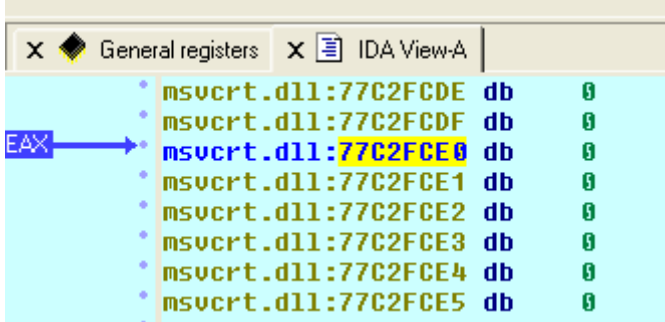 x General registers x IDA View-A
msvcrt.dll:77C2FCDE db 0
msvcrt.dll:77C2FCDF db 0
EAX msvcrt.dll:77C2FCE0 db 0
msvcrt.dll:77C2FCE1 db 0
msvcrt.dll:77C2FCE2 db 0
msvcrt.dll:77C2FCE3 db 0
msvcrt.dll:77C2FCE4 db 0
msvcrt.dll:77C2FCE5 db 0